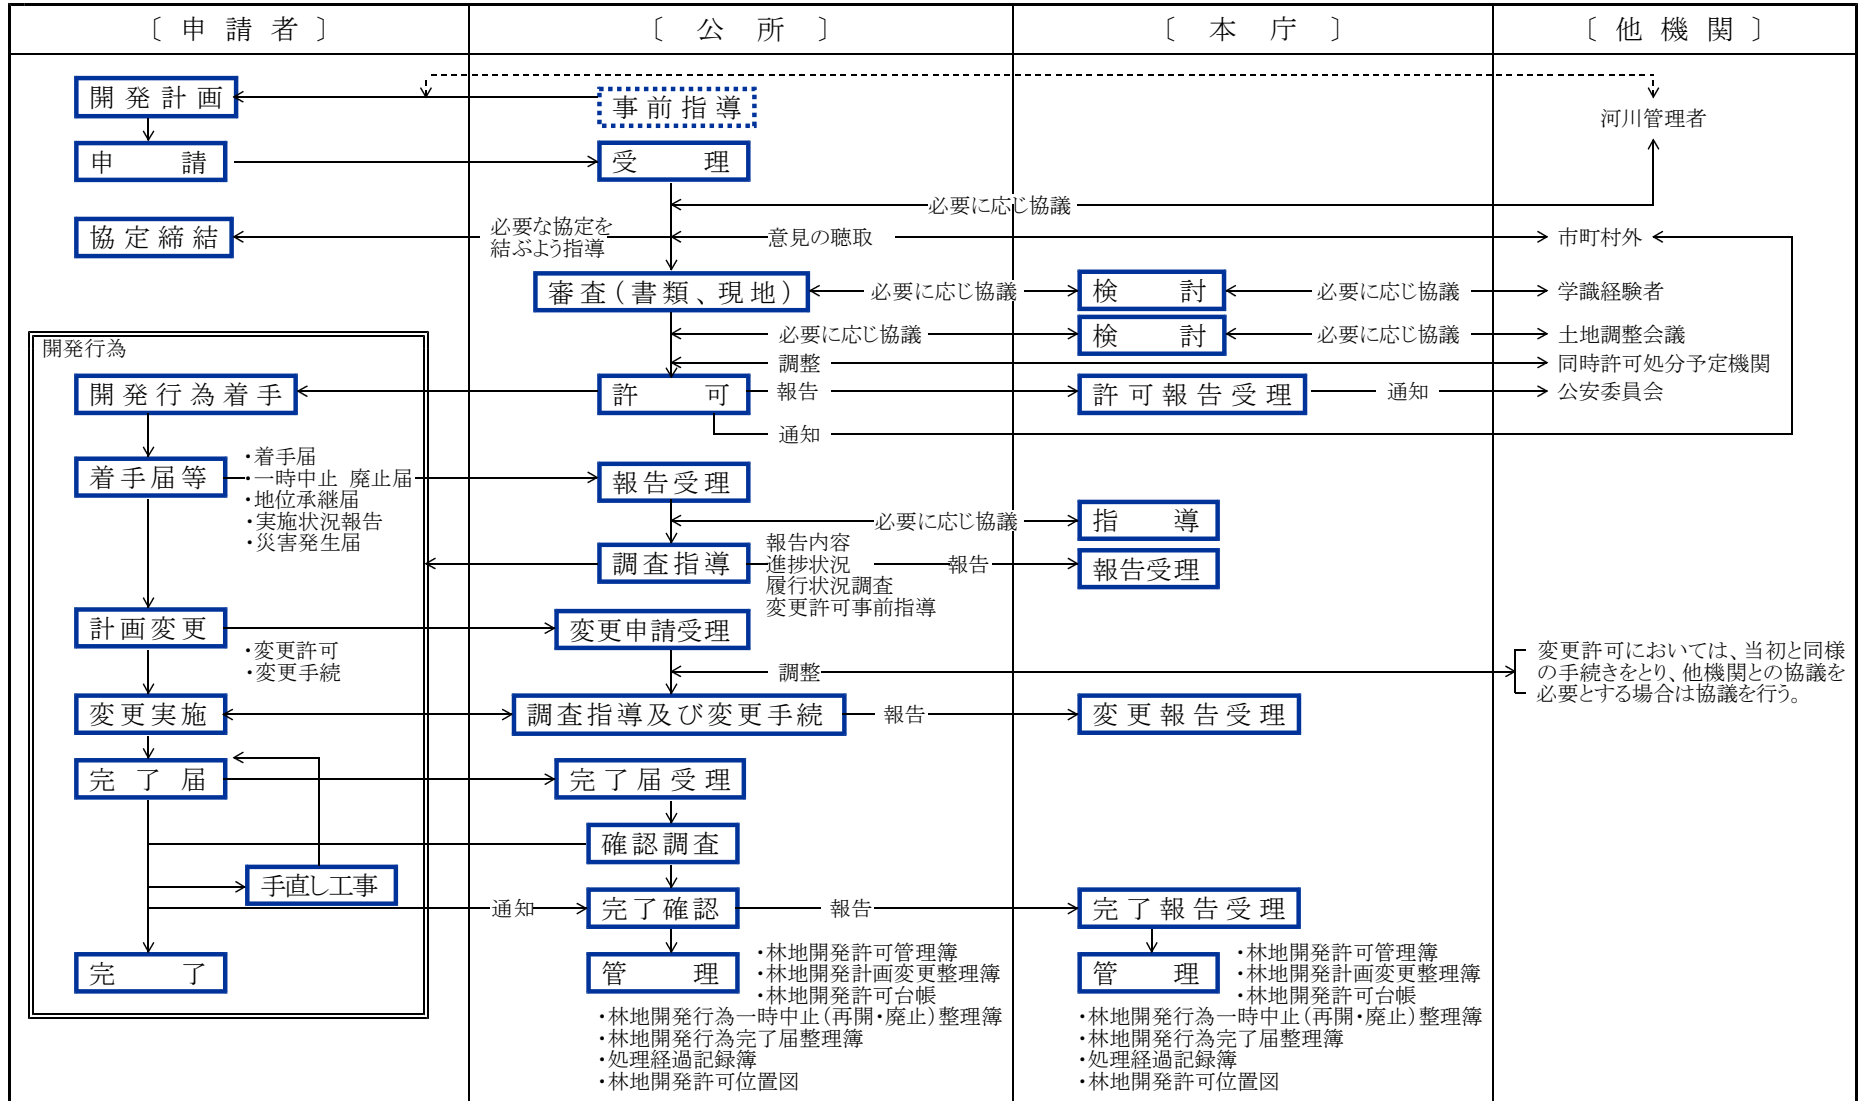 〔 申 請 者 〕 〔 公 所 〕 〔 本 庁 〕 〔 他 機 関 〕
開発計画
事前指導
河川管理者
申 請
受 理
必要に応じ協議
協定締結
必要な協定を
結ぶよう指導
意見の聴取
市町村外
審査(書類、現地)
必要に応じ協議
検 討
必要に応じ協議
学識経験者
必要に応じ協議
検 討
必要に応じ協議
土地調整会議
開発行為
調整
同時許可処分予定機関
開発行為着手
許 可
報告
許可報告受理
通知
公安委員会
通知
着手届等
・着手届
・一時中止 廃止届
・地位承継届
・実施状況報告
・災害発生届
報告受理
必要に応じ協議
指 導
調査指導
報告内容
進捗状況
履行状況調査
変更許可事前指導
報告
報告受理
計画変更
・変更許可
・変更手続
変更申請受理
調整
変更許可においては、当初と同様
の手続きをとり、他機関との協議を
必要とする場合は協議を行う。
変更実施
調査指導及び変更手続
報告
変更報告受理
完了届
完了届受理
確認調査
手直し工事
通知
完了確認
報告
完了報告受理
完 了
管 理
・林地開発許可管理簿
・林地開発計画変更整理簿
・林地開発許可台帳
・林地開発行為一時中止(再開・廃止)整理簿
・林地開発行為完了届整理簿
・処理経過記録簿
・林地開発許可位置図
管 理
・林地開発許可管理簿
・林地開発計画変更整理簿
・林地開発許可台帳
・林地開発行為一時中止(再開・廃止)整理簿
・林地開発行為完了届整理簿
・処理経過記録簿
・林地開発許可位置図